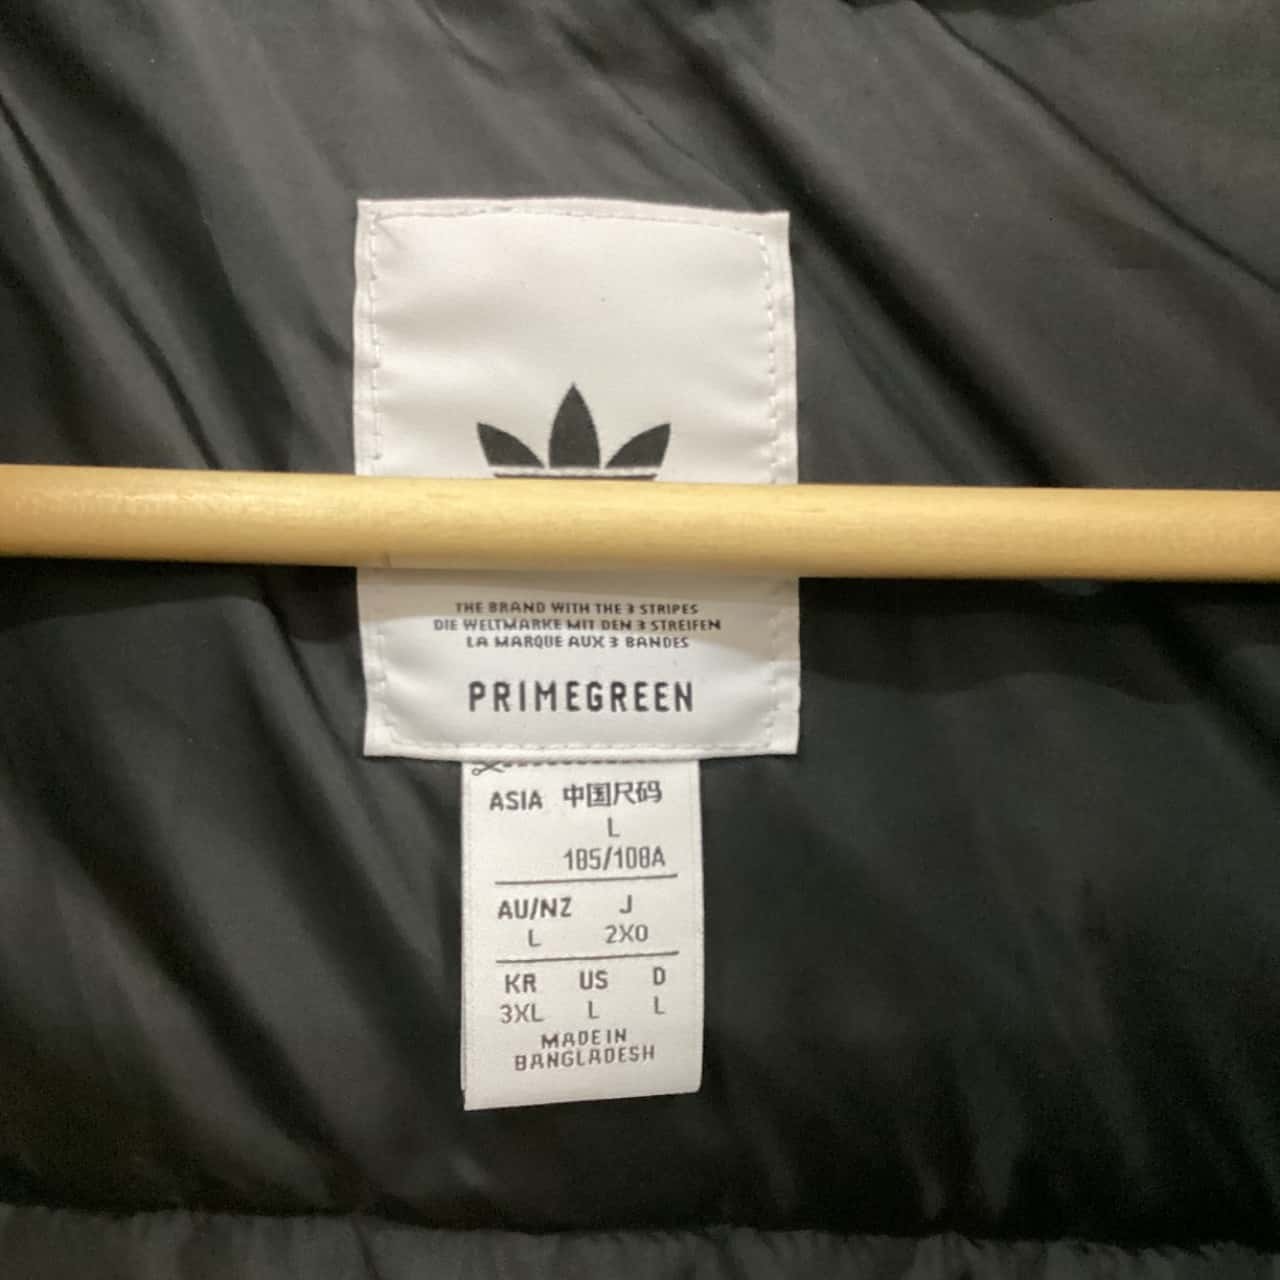 THE BRAND WITH THE 3 STRIPES
DIE WELTMARKE MIT DEN 3 STREIFEN
LA MARQUE AUX 3 BANDES
PRIMEGREEN
ASIA 中国尺码
L
185/108A
AU/NZ J
L 2XO
KR US D
3XL L L
MADE IN
BANGLADESH